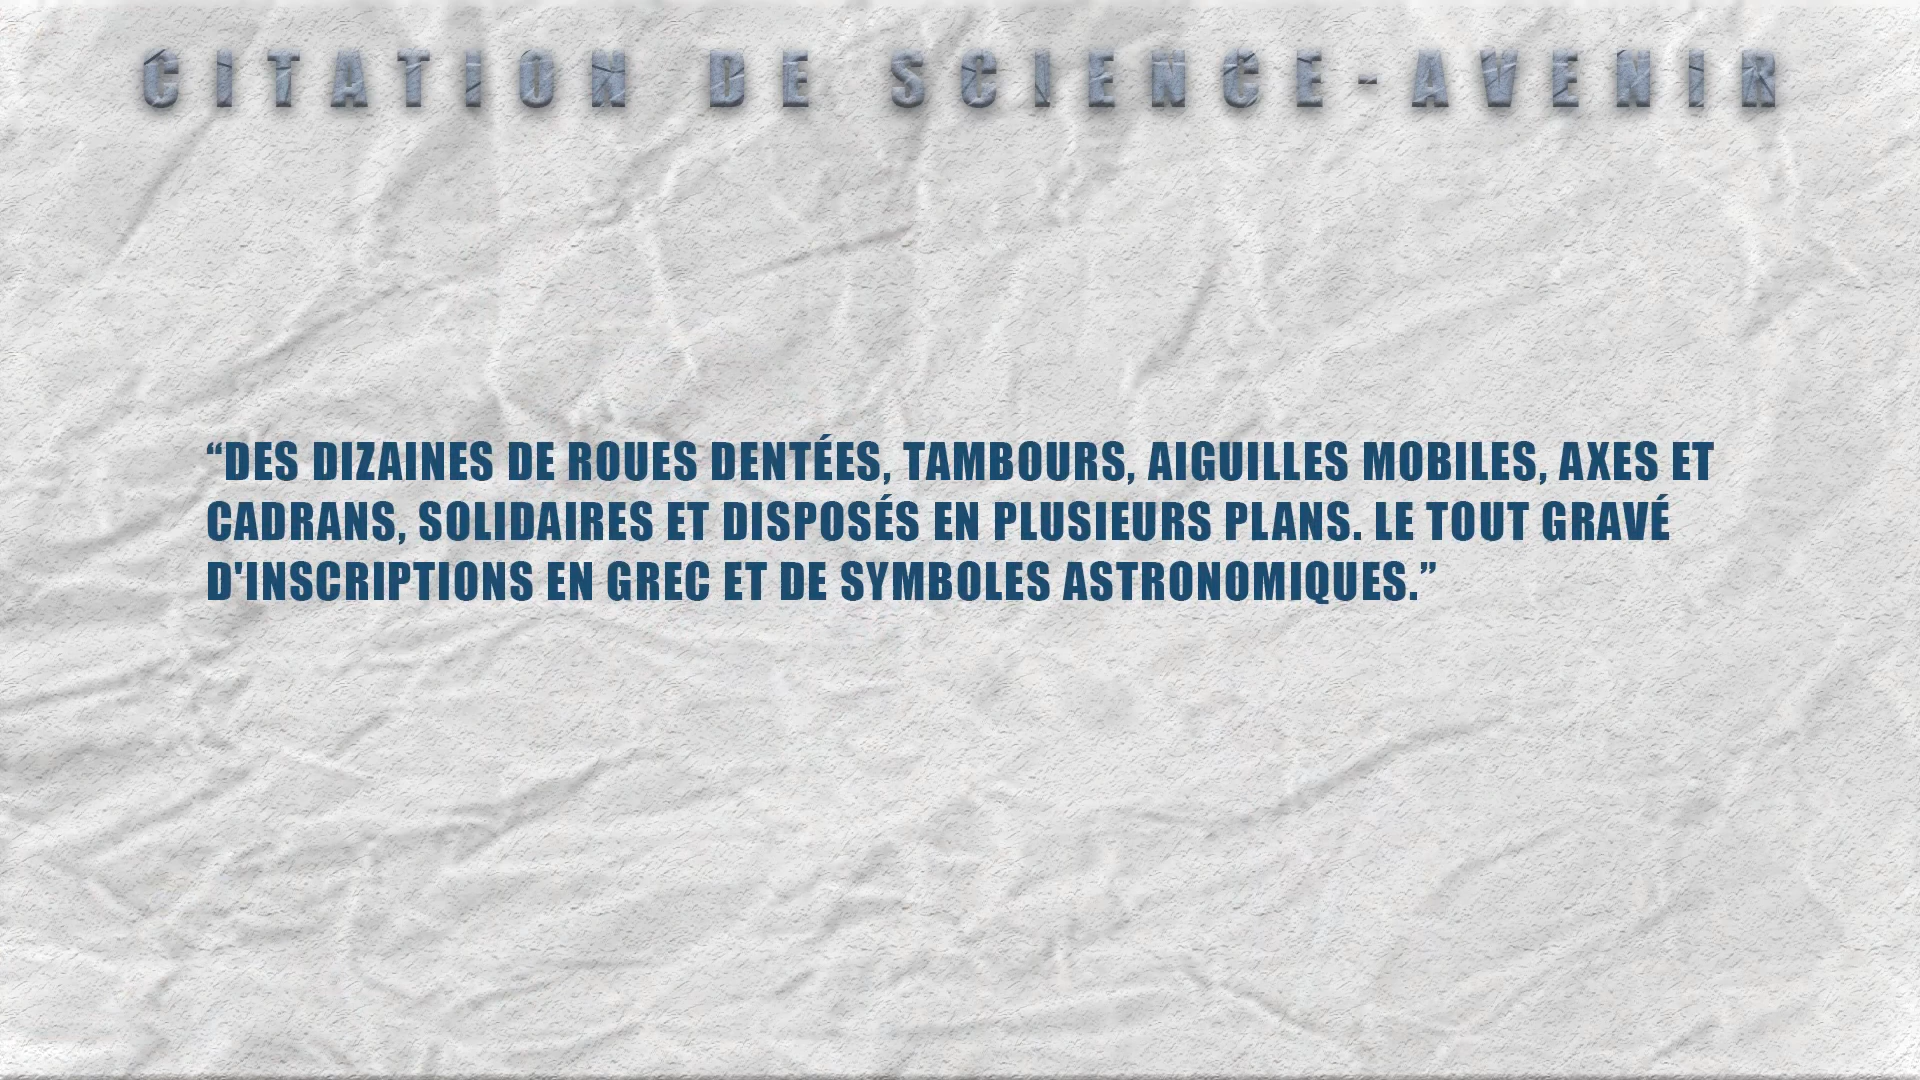 CITATION DE SCIENCE-AVENIR
“DES DIZAINES DE ROUES DENTÉES, TAMBOURS, AIGUILLES MOBILES, AXES ET
CADRANS, SOLIDAIRES ET DISPOSÉS EN PLUSIEURS PLANS. LE TOUT GRAVÉ
D'INSCRIPTIONS EN GREC ET DE SYMBOLES ASTRONOMIQUES.”